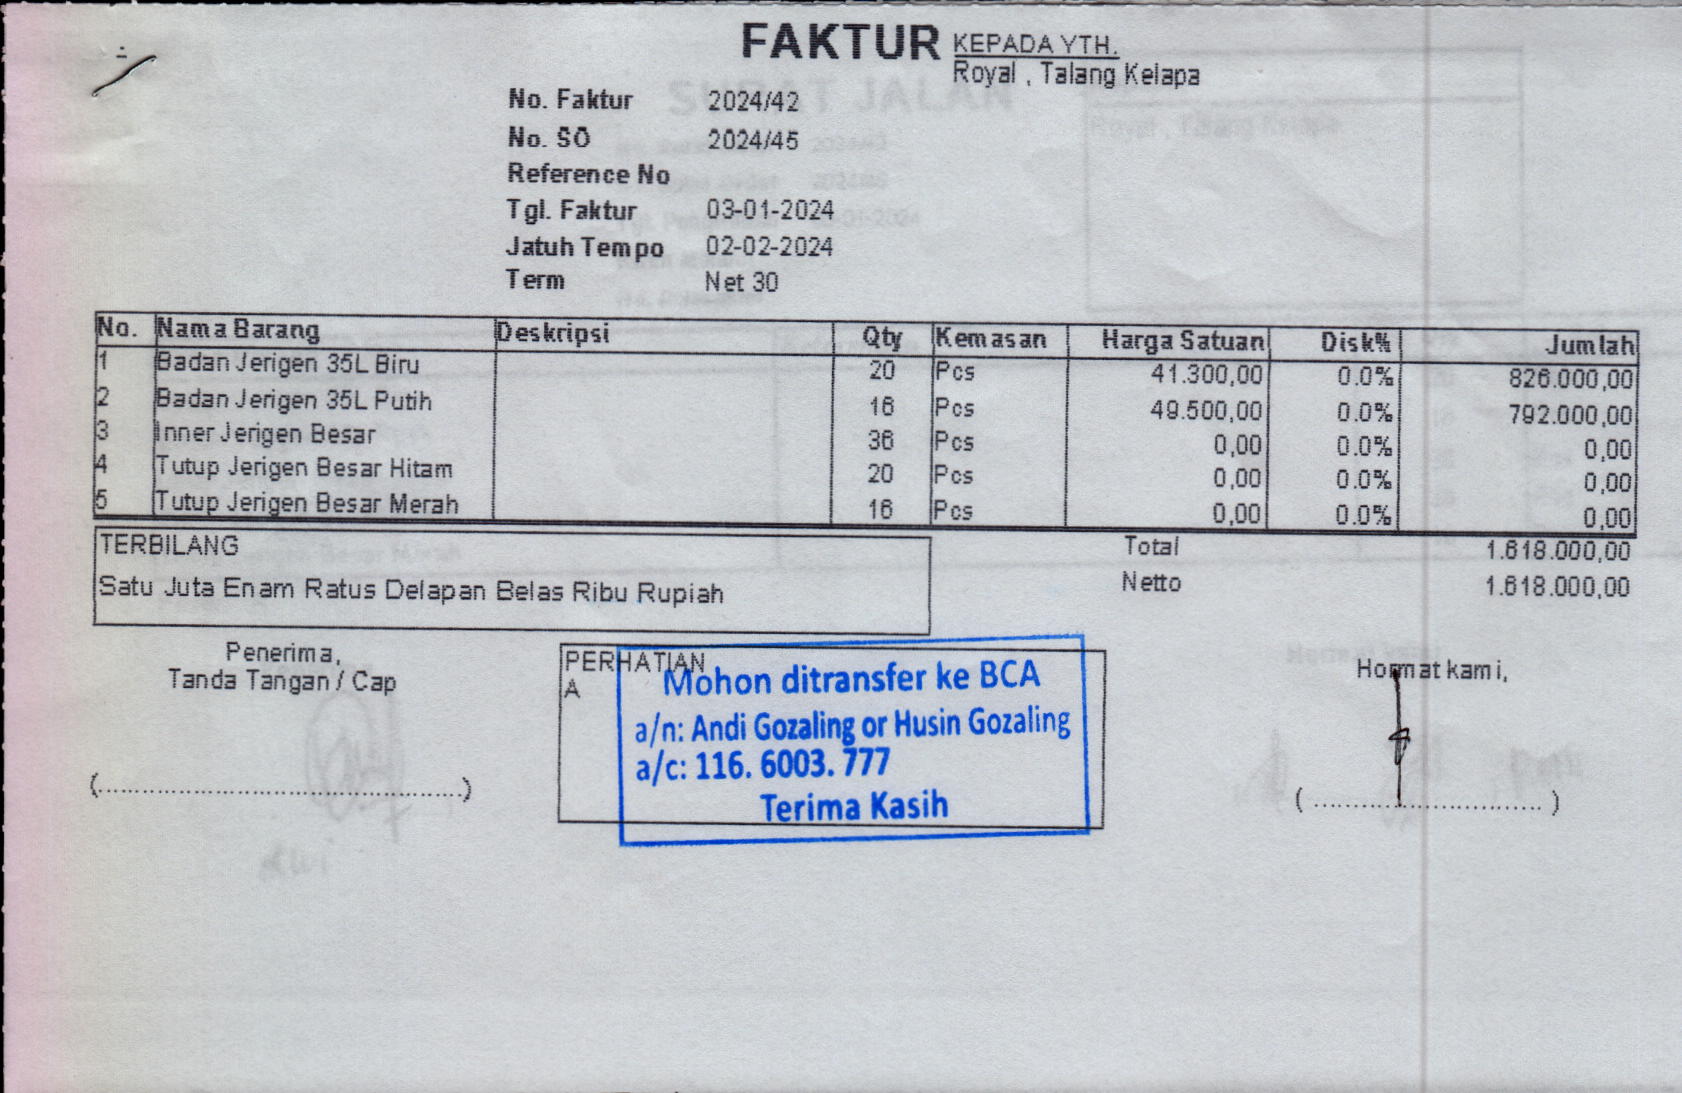 FAKTUR
KEPADA YTH.
Royal , Talang Kelapa
No. Faktur 2024/42
No. SO 2024/45
Reference No
Tgl. Faktur 03-01-2024
Jatuh Tempo 02-02-2024
Term Net 30
No. Nama Barang Deskripsi Qty Kemasan Harga Satuan Disk% Jumlah
1 Badan Jerigen 35L Biru 20 Pcs 41.300,00 0.0% 826.000,00
2 Badan Jerigen 35L Putih 16 Pcs 49.500,00 0.0% 792.000,00
3 Inner Jerigen Besar 36 Pcs 0,00 0.0% 0,00
4 Tutup Jerigen Besar Hitam 20 Pcs 0,00 0.0% 0,00
5 Tutup Jerigen Besar Merah 16 Pcs 0,00 0.0% 0,00
TERBILANG
Satu Juta Enam Ratus Delapan Belas Ribu Rupiah
Total 1.618.000,00
Netto 1.618.000,00
Penerima,
Tanda Tangan / Cap
(..........................................)
PERHATIAN
A
Mohon ditransfer ke BCA
a/n: Andi Gozaling or Husin Gozaling
a/c: 116. 6003. 777
Terima Kasih
Hormat kami,
( .............................. )